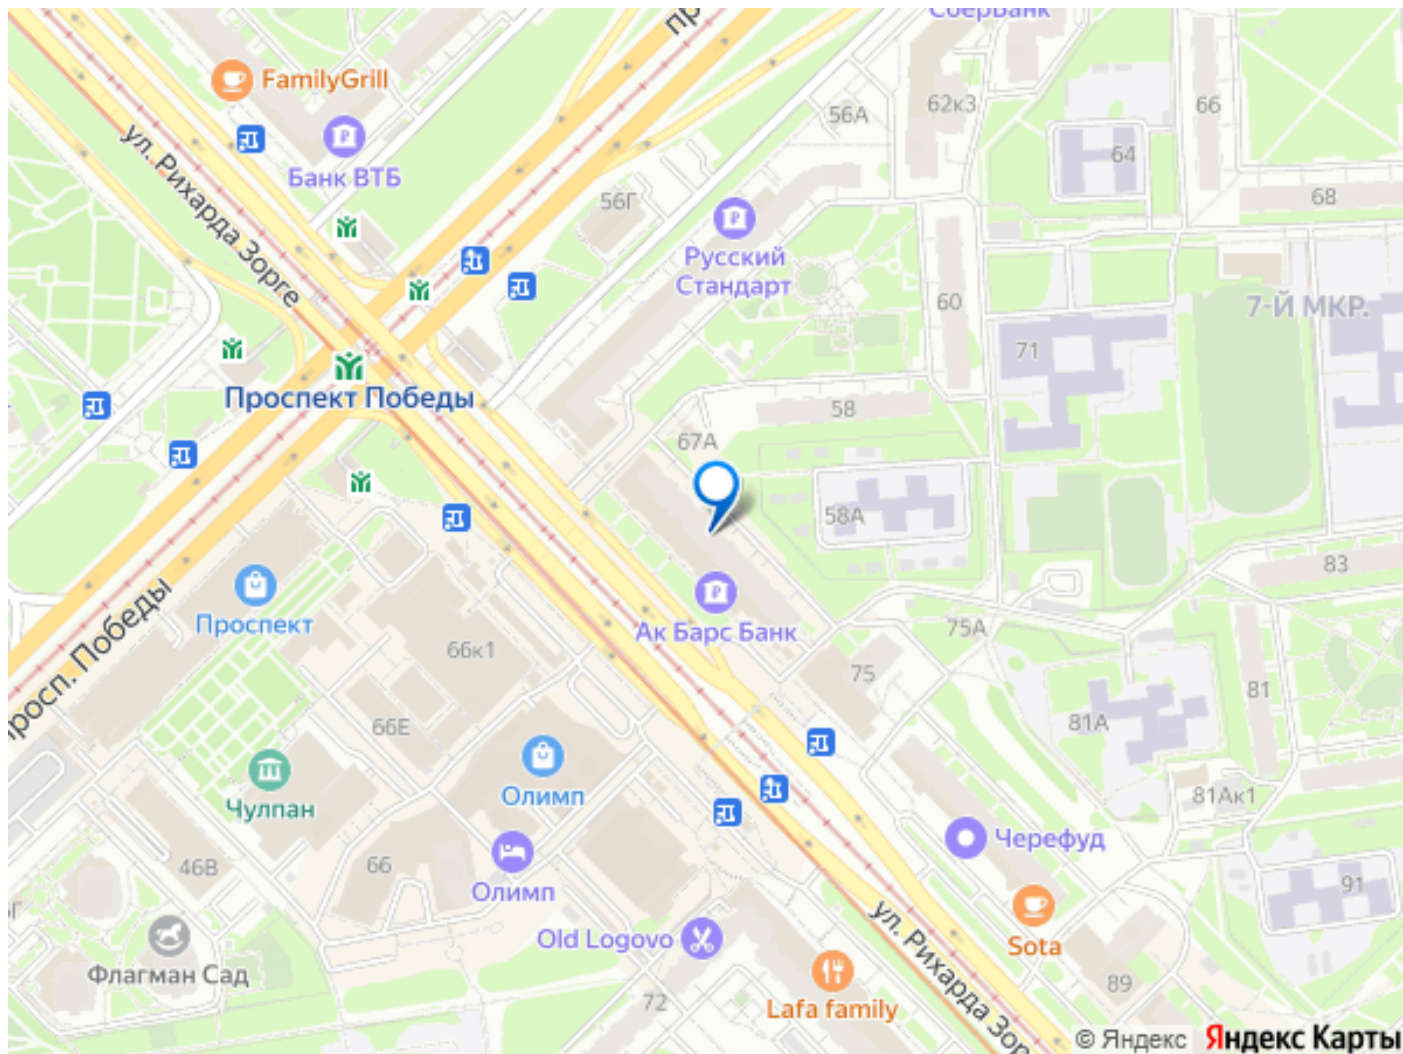 Сбербанк
пр
FamilyGrill
62к3
66
56А
ул. Рихарда Зорге
64
Банк ВТБ
68
56Г
Русский
Стандарт
60
7-Й МКР.
71
Проспект Победы
58
67А
58А
83
просп. Победы
Проспект
Ак Барс Банк
75А
66к1
75
81
66Е
81А
Олимп
Чулпан
81Ак1
Черефуд
46В
66
91
Олимп
ул. Рихарда Зор
Old Logovo
Sota
Флагман Сад
89
72
Lafa family
© Яндекс Яндекс Карты